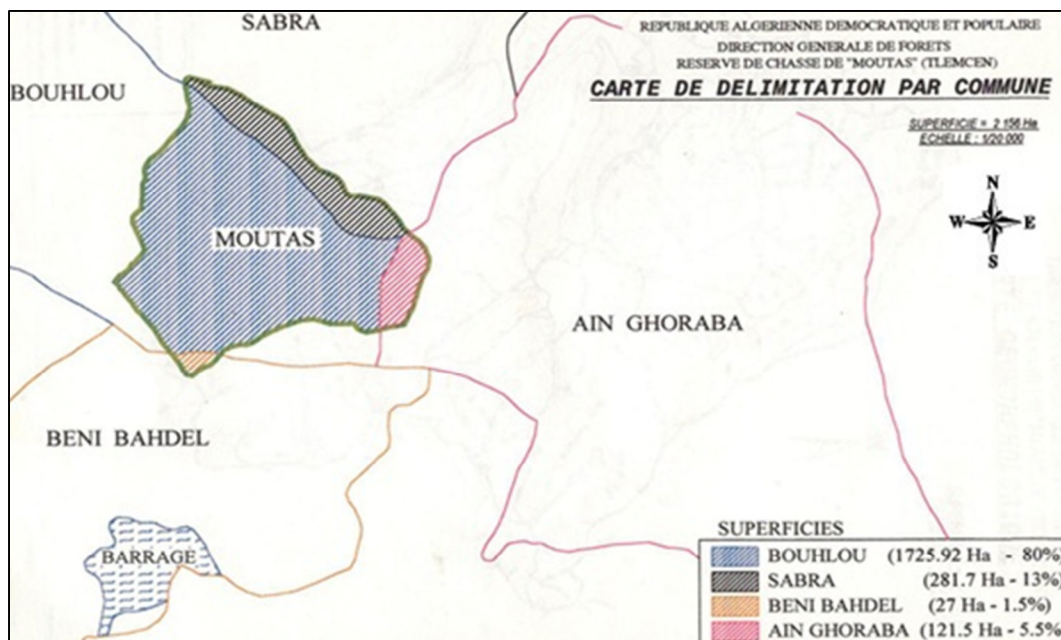 SABRA
REPUBLIQUE ALGERIENNE DEMOCRATIQUE ET POPULAIRE
DIRECTION GENERALE DE FORETS
RESERVE DE CHASSE DE "MOUTAS" (TLEMCEN)
CARTE DE DELIMITATION PAR COMMUNE
SUPERFICIE = 2 156 Ha
ECHELLE : 1/20 000
BOUHLOU
N
W E
S
MOUTAS
AIN GHORABA
BENI BAHDEL
BARRAGE
SUPERFICIES
BOUHLOU (1725.92 Ha - 80%)
SABRA (281.7 Ha - 13%)
BENI BAHDEL (27 Ha - 1.5%)
AIN GHORABA (121.5 Ha - 5.5%)